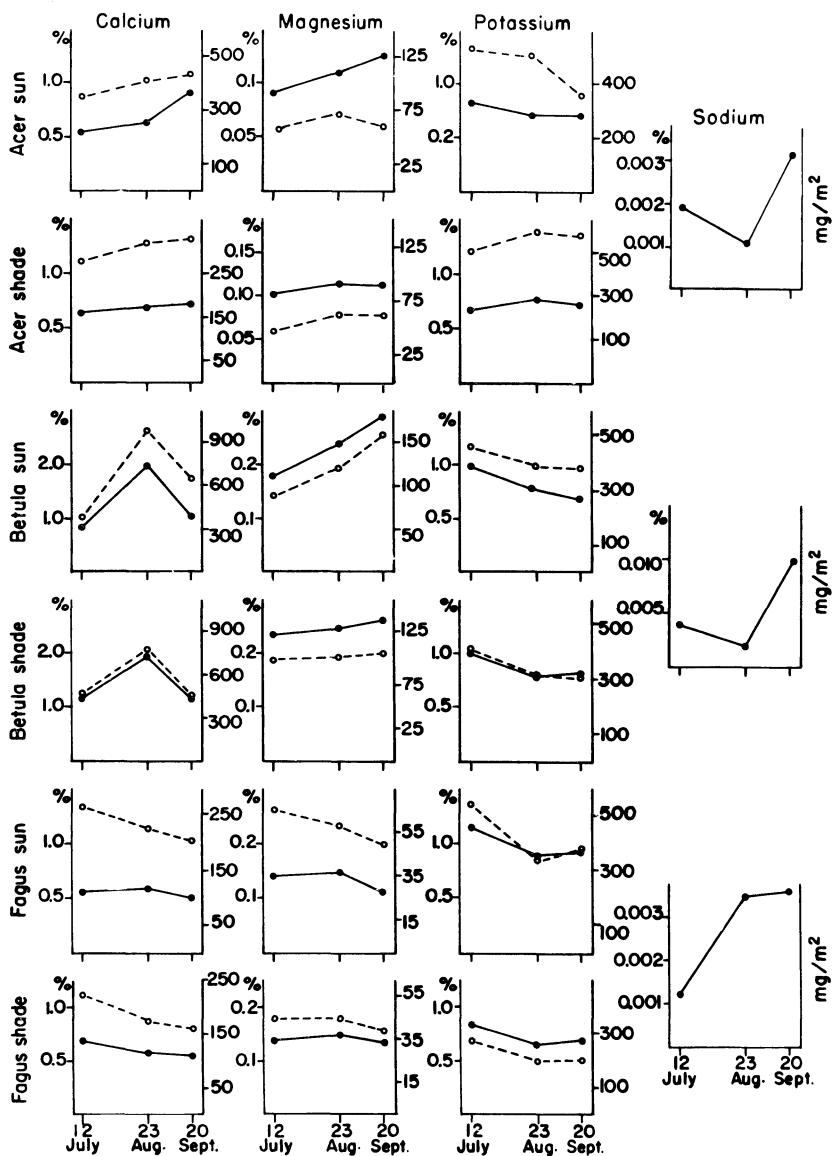 Calcium Magnesium Potassium
Acer sun
% 1.0 0.5 500 300 100
% 0.1 0.05 125 75 25
% 1.0 0.2 400 200
Sodium
% 0.003 0.002 0.001 mg/m²
Acer shade
% 1.0 0.5 250 150 50
% 0.15 0.10 0.05 125 75 25
% 1.0 0.5 500 300 100
Betula sun
% 2.0 1.0 900 600 300
% 0.2 0.1 150 100 50
% 1.0 0.5 500 300 100
% 0.010 0.005 mg/m²
Betula shade
% 2.0 1.0 900 600 300
% 0.2 0.1 125 75 25
% 1.0 0.5 500 300 100
Fagus sun
% 1.0 0.5 250 150 50
% 0.2 0.1 55 35 15
% 1.0 0.5 500 300 100
0.003 0.002 0.001 mg/m²
Fagus shade
% 1.0 0.5 250 150 50
% 0.2 0.1 55 35 15
% 1.0 0.5 300 100
12 23 20 12 23 20 12 23 20 12 23 20
July Aug. Sept. July Aug. Sept. July Aug. Sept. July Aug. Sept.